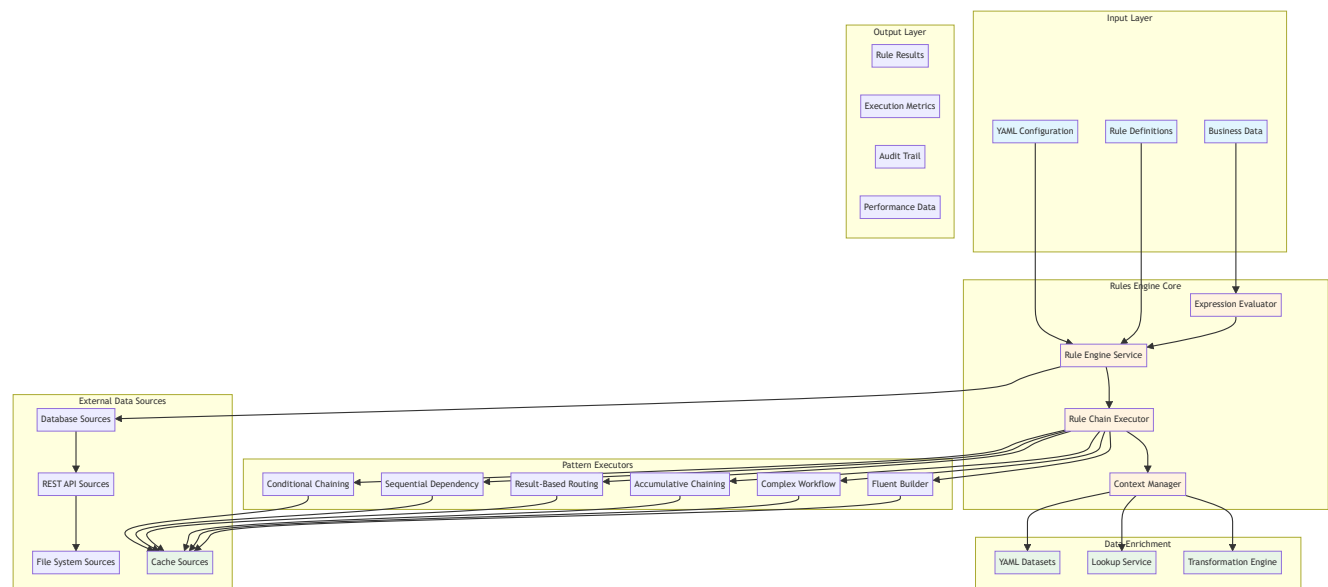 Input Layer
Output Layer
Rule Results
Execution Metrics
YAML Configuration
Rule Definitions
Business Data
Audit Trail
Performance Data
Rules Engine Core
Expression Evaluator
Rule Engine Service
External Data Sources
Database Sources
Rule Chain Executor
Pattern Executors
REST API Sources
Conditional Chaining
Sequential Dependency
Result-Based Routing
Accumulative Chaining
Complex Workflow
Fluent Builder
Context Manager
Data Enrichment
File System Sources
Cache Sources
YAML Datasets
Lookup Service
Transformation Engine